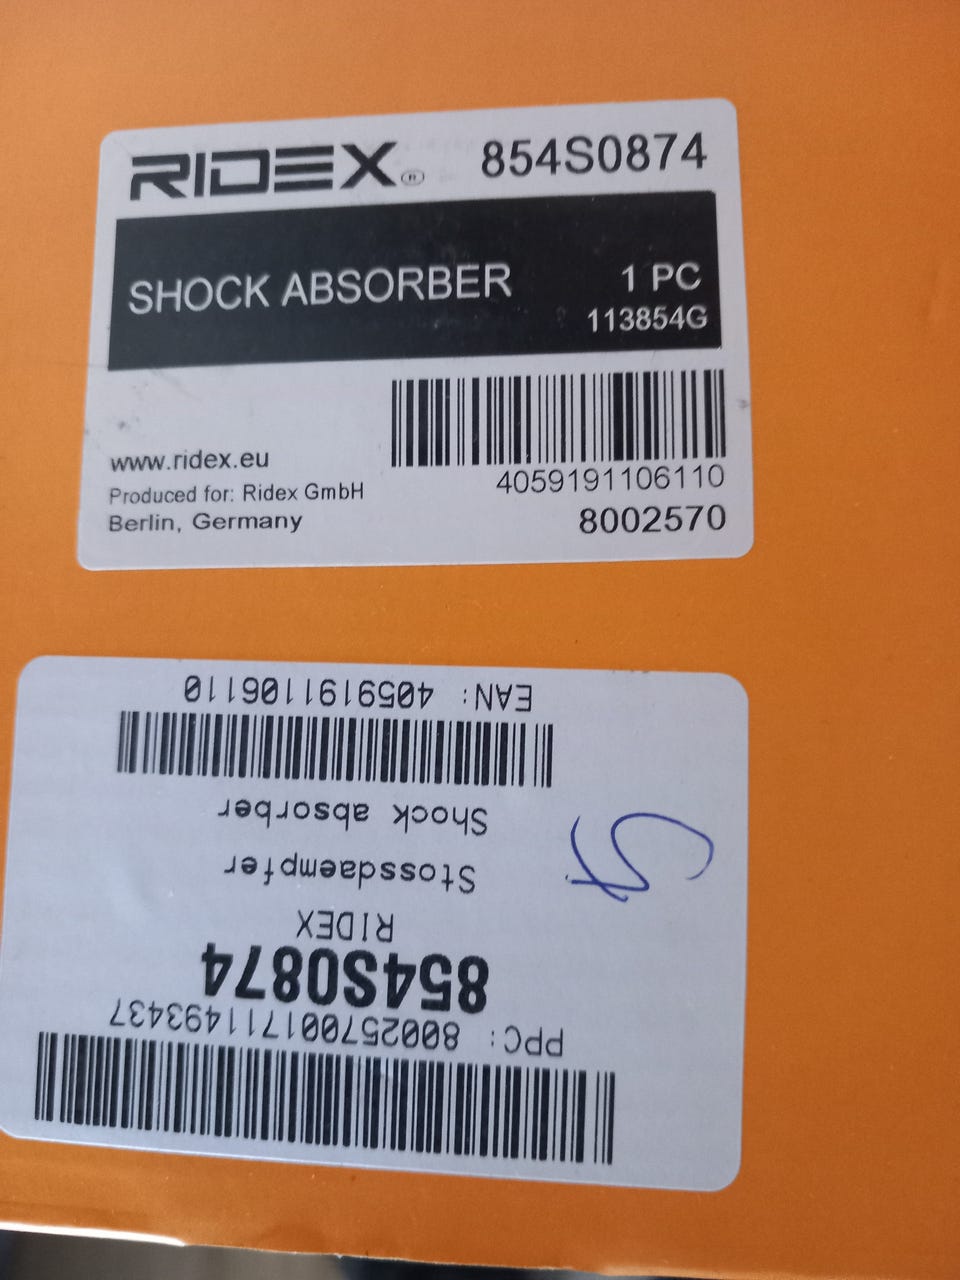 RIDEX® 854S0874
SHOCK ABSORBER 1 PC
113854G
www.ridex.eu
Produced for: Ridex GmbH
Berlin, Germany
4059191106110
8002570
EAN: 4059191106110
Shock absorber
Stossdaempfer
RIDEX
854S0874
PPC: 8002570017111493437